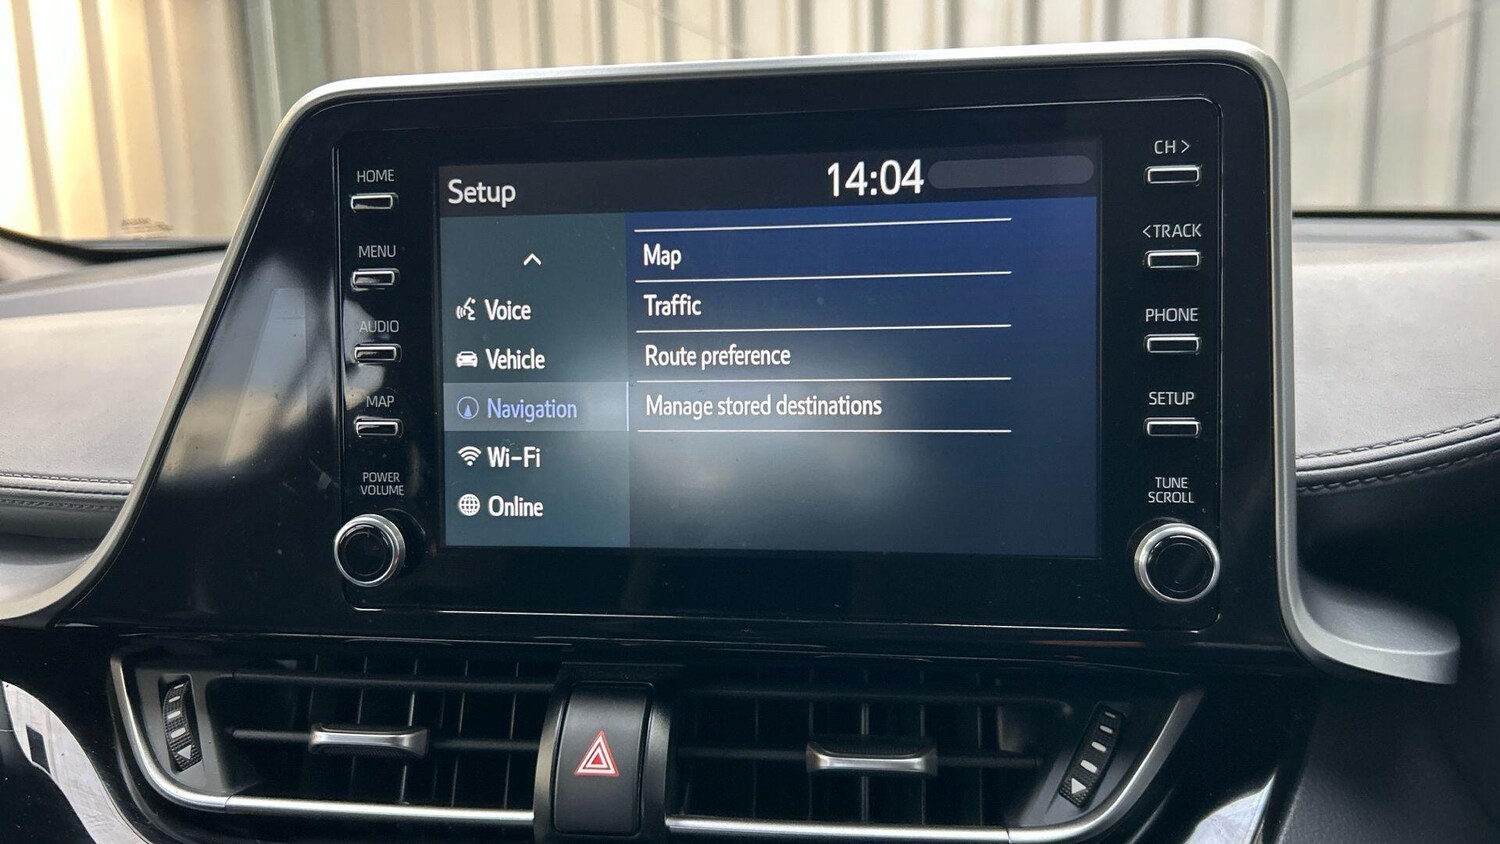 HOME
MENU
AUDIO
MAP
POWER
VOLUME
Setup
14:04
Voice
Vehicle
Navigation
Wi-Fi
Online
Map
Traffic
Route preference
Manage stored destinations
CH >
<TRACK
PHONE
SETUP
TUNE
SCROLL